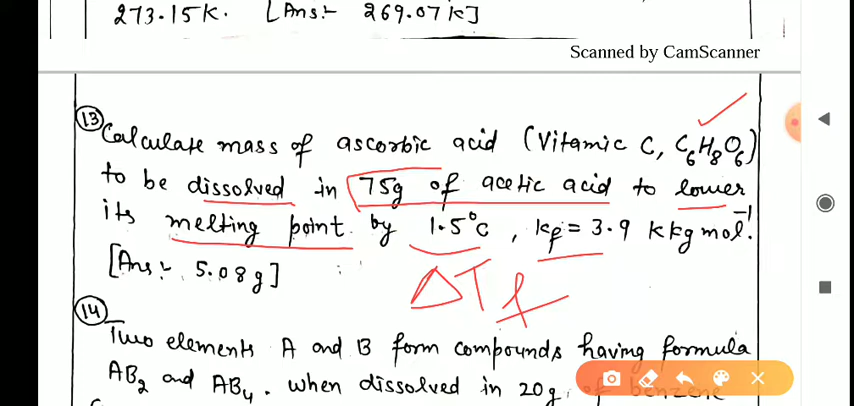 273.15K. [Ans:- 269.07K]
Scanned by CamScanner
(13) Calculate mass of ascorbic acid (Vitamic C, C6H8O6)
to be dissolved in 75g of acetic acid to lower
its melting point by 1.5°C, kf = 3.9 K kg mol⁻¹.
[Ans:- 5.08g]
ΔTf
(14)
Two elements A and B form compounds having formula
AB2 and AB4. when dissolved in 20g. of benzene